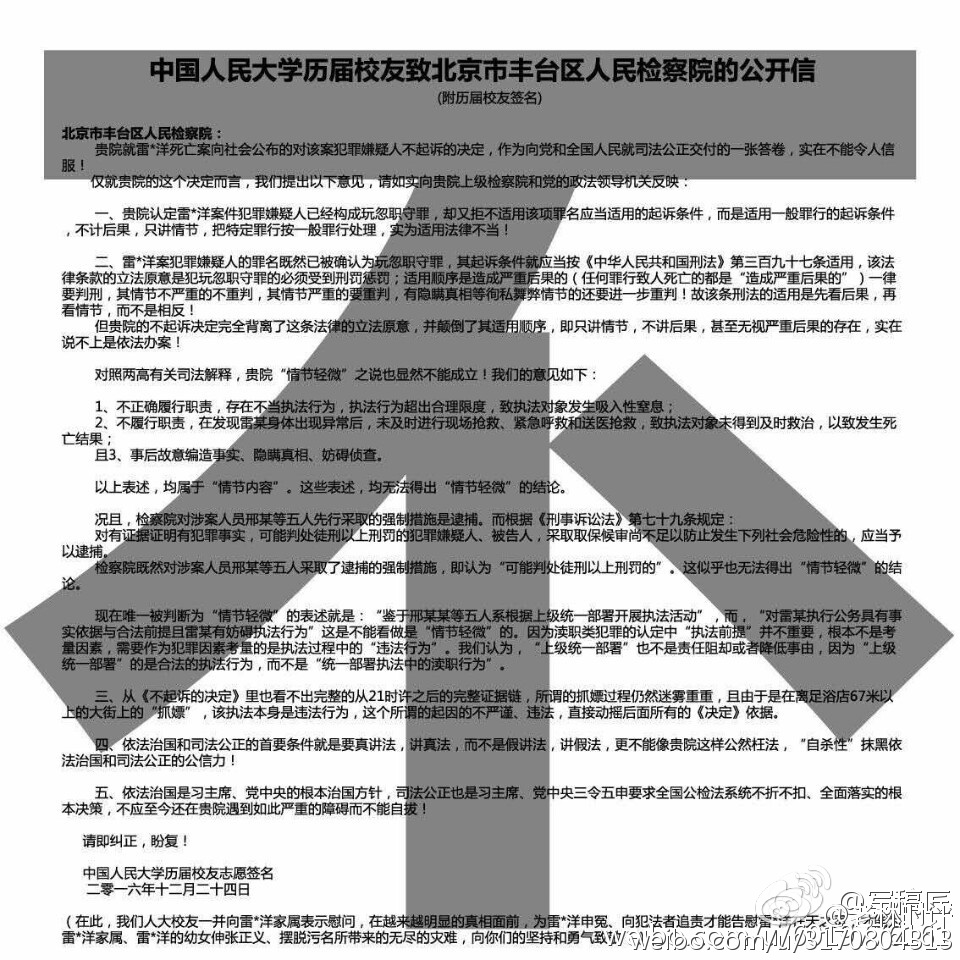 中国人民大学历届校友致北京市丰台区人民检察院的公开信
(附历届校友签名)
北京市丰台区人民检察院：
贵院就雷*洋死亡案向社会公布的对该案犯罪嫌疑人不起诉的决定，作为向党和全国人民就司法公正交付的一张答卷，实在不能令人信
服！
仅就贵院的这个决定而言，我们提出以下意见，请如实向贵院上级检察院和党的政法领导机关反映：
一、贵院认定雷*洋案件犯罪嫌疑人已经构成玩忽职守罪，却又拒不适用该项罪名应当适用的起诉条件，而是适用一般罪行的起诉条件
，不计后果，只讲情节，把特定罪行按一般罪行处理，实为适用法律不当！
二、雷*洋案犯罪嫌疑人的罪名既然已被确认为玩忽职守罪，其起诉条件就应当按《中华人民共和国刑法》第三百九十七条适用，该法
律条款的立法原意是犯玩忽职守罪的必须受到刑罚惩罚；适用顺序是造成严重后果的（任何罪行致人死亡的都是“造成严重后果的”）一律
要判刑，其情节不严重的不重判，其情节严重的要重判，有隐瞒真相等徇私舞弊情节的还要进一步重判！故该条刑法的适用是先看后果，再
看情节，而不是相反！
但贵院的不起诉决定完全背离了这条法律的立法原意，并颠倒了其适用顺序，即只讲情节，不讲后果，甚至无视严重后果的存在，实在
说不上是依法办案！
对照两高有关司法解释，贵院“情节轻微”之说也显然不能成立！我们的意见如下：
1、不正确履行职责，存在不当执法行为，执法行为超出合理限度，致执法对象发生吸入性窒息；
2、不履行职责，在发现雷某身体出现异常后，未及时进行现场抢救、紧急呼救和送医抢救，致执法对象未得到及时救治，以致发生死
亡结果；
且3、事后故意编造事实、隐瞒真相、妨碍侦查。
以上表述，均属于“情节内容”。这些表述，均无法得出“情节轻微”的结论。
况且，检察院对涉案人员邢某等五人先行采取的强制措施是逮捕。而根据《刑事诉讼法》第七十九条规定：
对有证据证明有犯罪事实，可能判处徒刑以上刑罚的犯罪嫌疑人、被告人，采取取保候审尚不足以防止发生下列社会危险性的，应当予
以逮捕。
检察院既然对涉案人员邢某等五人采取了逮捕的强制措施，即认为“可能判处徒刑以上刑罚的”。这似乎也无法得出“情节轻微”的结
论。
现在唯一被判断为“情节轻微”的表述就是：“鉴于邢某某等五人系根据上级统一部署开展执法活动”，而，“对雷某执行公务具有事
实依据与合法前提且雷某有妨碍执法行为”这是不能看做是“情节轻微”的。因为渎职类犯罪的认定中“执法前提”并不重要，根本不是考
量因素，需要作为犯罪因素考量的是执法过程中的“违法行为”。我们认为，“上级统一部署”也不是责任阻却或者降低事由，因为“上级
统一部署”的是合法的执法行为，而不是“统一部署执法中的渎职行为”。
三、从《不起诉的决定》里也看不出完整的从21时许之后的完整证据链，所谓的抓嫖过程仍然迷雾重重，且由于是在离足浴店67米以
上的大街上的“抓嫖”，该执法本身是违法行为，这个所谓的起因的不严谨、违法，直接动摇后面所有的《决定》依据。
四、依法治国和司法公正的首要条件就是要真讲法，讲真法，而不是假讲法，讲假法，更不能像贵院这样公然枉法，“自杀性”抹黑依
法治国和司法公正的公信力！
五、依法治国是习主席、党中央的根本治国方针，司法公正也是习主席、党中央三令五申要求全国公检法系统不折不扣、全面落实的根
本决策，不应至今还在贵院遇到如此严重的障碍而不能自拔！
请即纠正，盼复！
中国人民大学历届校友志愿签名
二零一六年十二月二十四日
（在此，我们人大校友一并向雷*洋家属表示慰问，在越来越明显的真相面前，为雷*洋申冤、向犯法者追责才能告慰雷*洋在天之
雷*洋家属、雷*洋的幼女伸张正义、摆脱污名所带来的无尽的灾难，向你们的坚持和勇气致
不
@写稿匠
weibo.com/u/3170804313